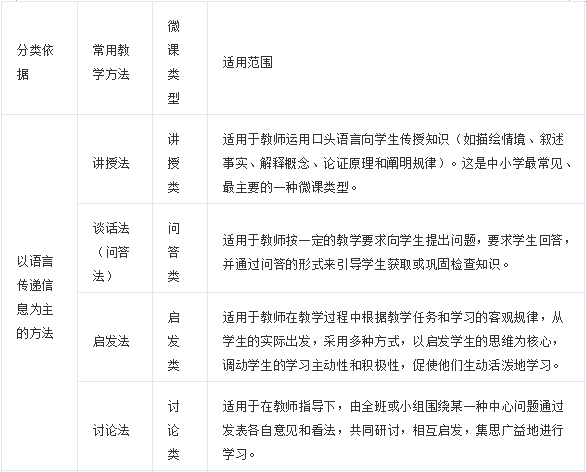 分类依
据
常用教
学方法
微
课
类
型
适用范围
以语言
传递信
息为主
的方法
讲授法
讲
授
类
适用于教师运用口头语言向学生传授知识（如描绘情境、叙述
事实、解释概念、论证原理和阐明规律）。这是中小学最常见、
最主要的一种微课类型。
谈话法
（问答
法）
问
答
类
适用于教师按一定的教学要求向学生提出问题，要求学生回答，
并通过问答的形式来引导学生获取或巩固检查知识。
启发法
启
发
类
适用于教师在教学过程中根据教学任务和学习的客观规律，从
学生的实际出发，采用多种方式，以启发学生的思维为核心，
调动学生的学习主动性和积极性，促使他们生动活泼地学习。
讨论法
讨
论
类
适用于在教师指导下，由全班或小组围绕某一种中心问题通过
发表各自意见和看法，共同研讨，相互启发，集思广益地进行
学习。